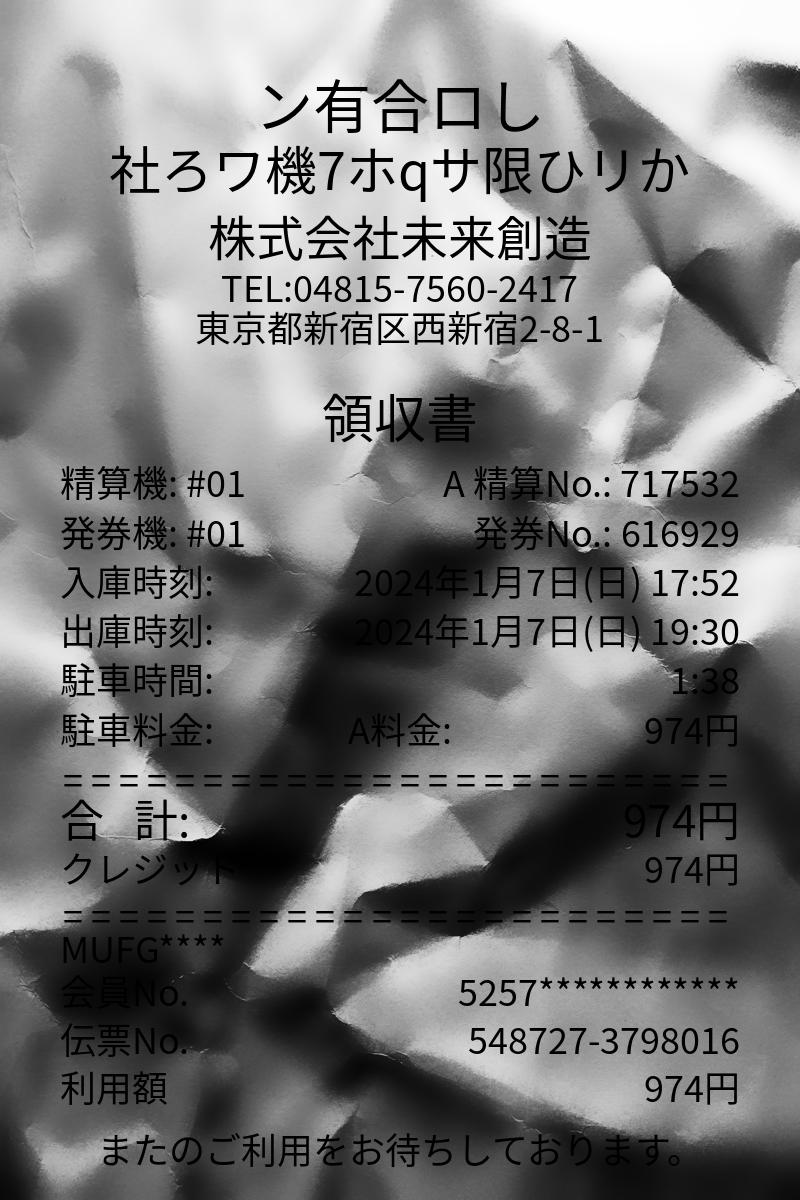 ン有合ロし
社ろワ機7ホqサ限ひリか
株式会社未来創造
TEL:04815-7560-2417
東京都新宿区西新宿2-8-1
領収書
精算機: #01 A 精算No.: 717532
発券機: #01 発券No.: 616929
入庫時刻: 2024年1月7日(日) 17:52
出庫時刻: 2024年1月7日(日) 19:30
駐車時間: 1:38
駐車料金: A料金: 974円
========================
合 計: 974円
クレジット 974円
========================
MUFG****
会員No. 5257************
伝票No. 548727-3798016
利用額 974円
またのご利用をお待ちしております。